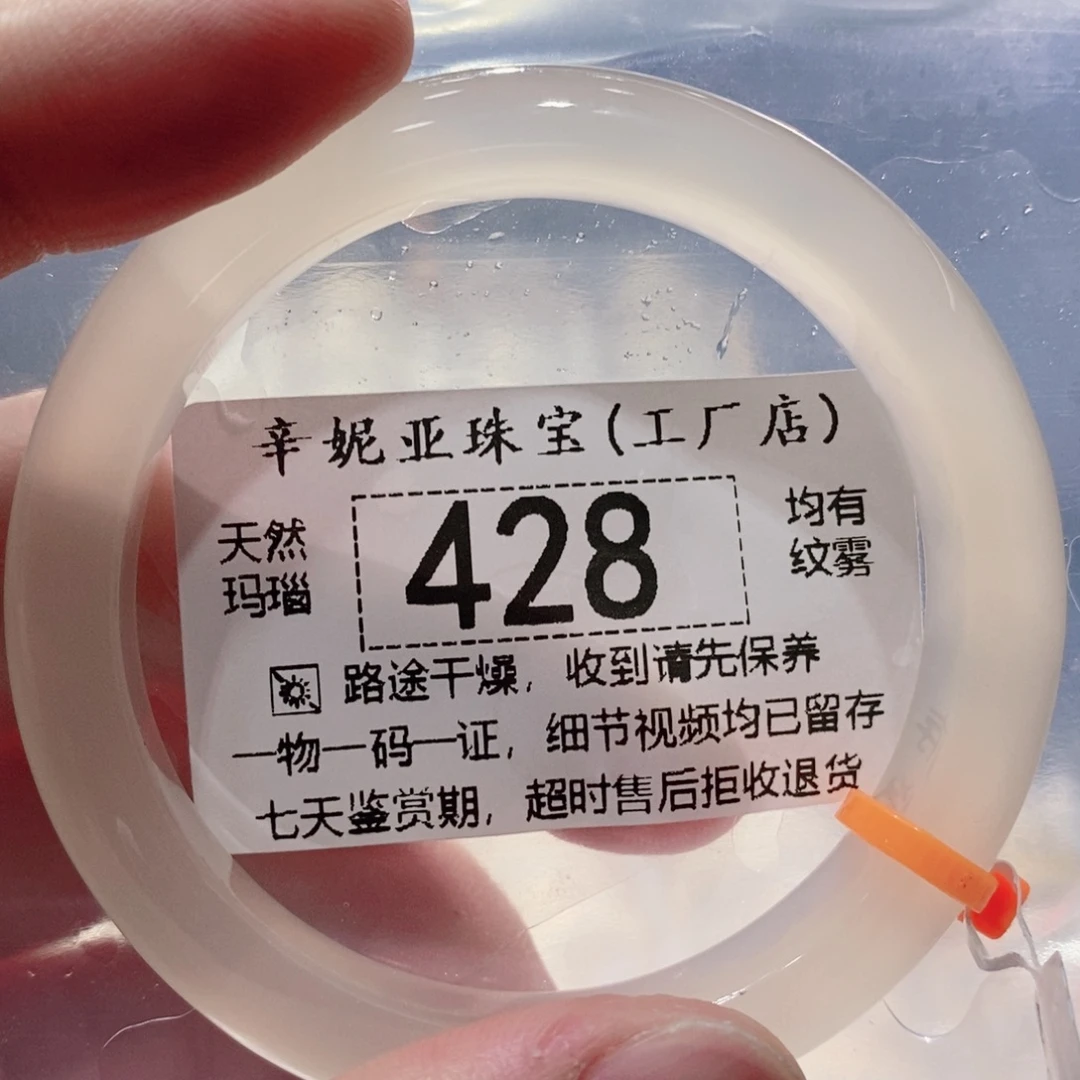 辛妮亚珠宝(工厂店)
天然
玛瑙
428
均有
纹雾
路途干燥，收到请先保养
一物一码一证，细节视频均已留存
七天鉴赏期，超时售后拒收退货